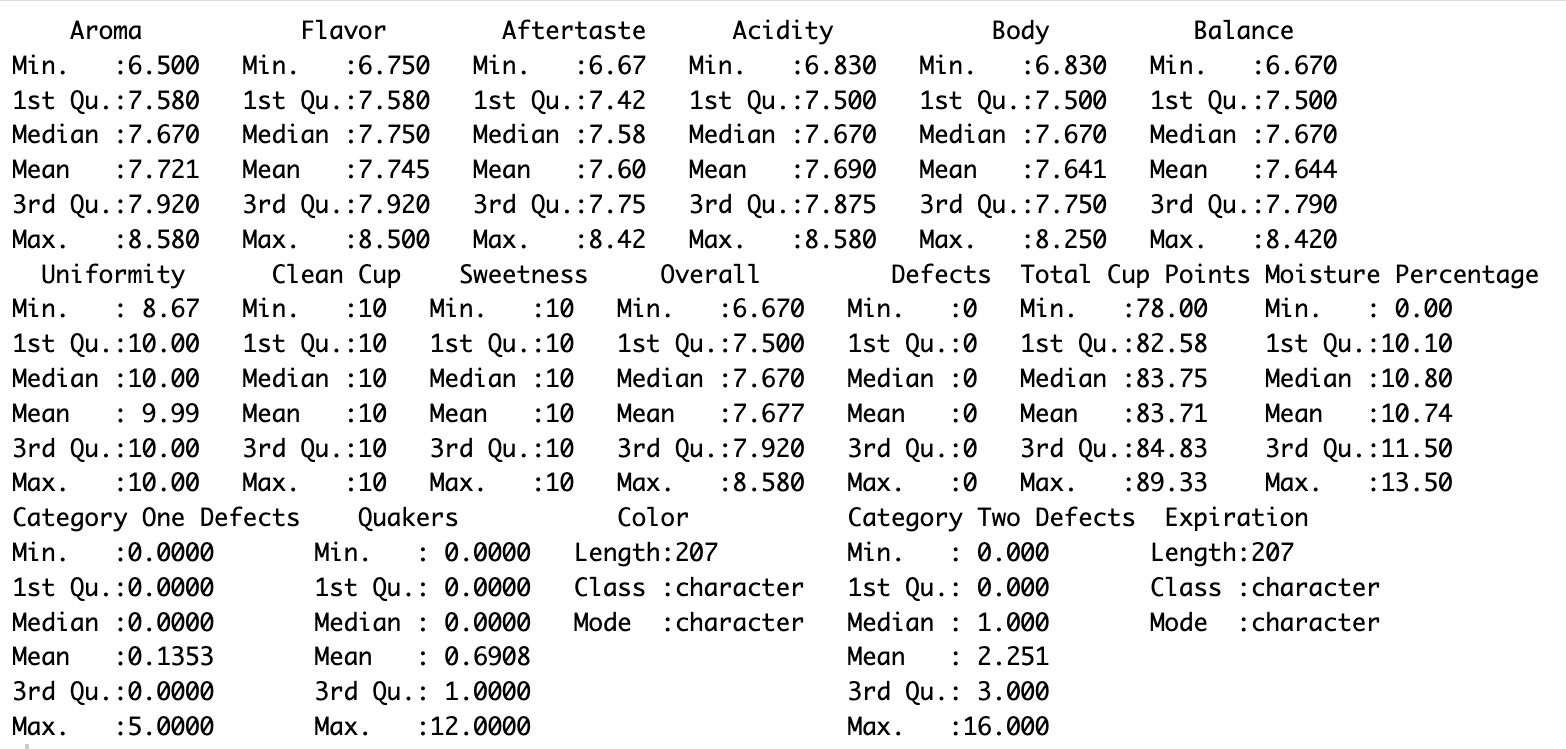 Aroma Flavor Aftertaste Acidity Body Balance
Min. :6.500 Min. :6.750 Min. :6.67 Min. :6.830 Min. :6.830 Min. :6.670
1st Qu.:7.580 1st Qu.:7.580 1st Qu.:7.42 1st Qu.:7.500 1st Qu.:7.500 1st Qu.:7.500
Median :7.670 Median :7.750 Median :7.58 Median :7.670 Median :7.670 Median :7.670
Mean :7.721 Mean :7.745 Mean :7.60 Mean :7.690 Mean :7.641 Mean :7.644
3rd Qu.:7.920 3rd Qu.:7.920 3rd Qu.:7.75 3rd Qu.:7.875 3rd Qu.:7.750 3rd Qu.:7.790
Max. :8.580 Max. :8.500 Max. :8.42 Max. :8.580 Max. :8.250 Max. :8.420
Uniformity Clean Cup Sweetness Overall Defects Total Cup Points Moisture Percentage
Min. : 8.67 Min. :10 Min. :10 Min. :6.670 Min. :0 Min. :78.00 Min. : 0.00
1st Qu.:10.00 1st Qu.:10 1st Qu.:10 1st Qu.:7.500 1st Qu.:0 1st Qu.:82.58 1st Qu.:10.10
Median :10.00 Median :10 Median :10 Median :7.670 Median :0 Median :83.75 Median :10.80
Mean : 9.99 Mean :10 Mean :10 Mean :7.677 Mean :0 Mean :83.71 Mean :10.74
3rd Qu.:10.00 3rd Qu.:10 3rd Qu.:10 3rd Qu.:7.920 3rd Qu.:0 3rd Qu.:84.83 3rd Qu.:11.50
Max. :10.00 Max. :10 Max. :10 Max. :8.580 Max. :0 Max. :89.33 Max. :13.50
Category One Defects Quakers Color Category Two Defects Expiration
Min. :0.0000 Min. : 0.0000 Length:207 Min. : 0.000 Length:207
1st Qu.:0.0000 1st Qu.: 0.0000 Class :character 1st Qu.: 0.000 Class :character
Median :0.0000 Median : 0.0000 Mode :character Median : 1.000 Mode :character
Mean :0.1353 Mean : 0.6908 Mean : 2.251
3rd Qu.:0.0000 3rd Qu.: 1.0000 3rd Qu.: 3.000
Max. :5.0000 Max. :12.0000 Max. :16.000